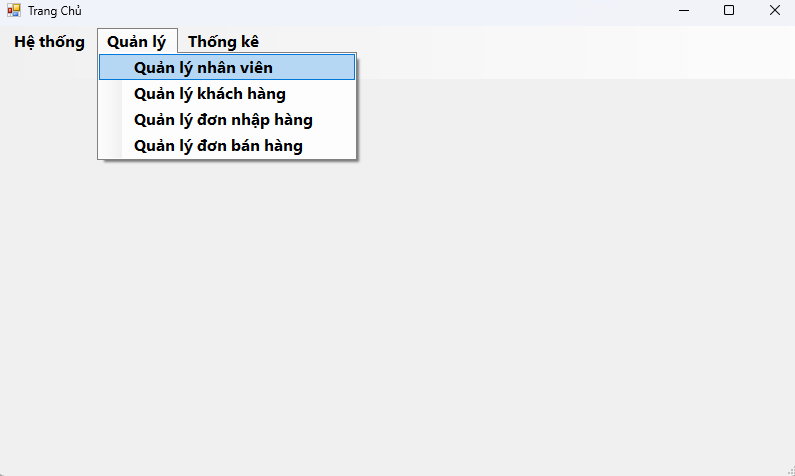 Trang Chủ
Hệ thống Quản lý Thống kê
Quản lý nhân viên
Quản lý khách hàng
Quản lý đơn nhập hàng
Quản lý đơn bán hàng